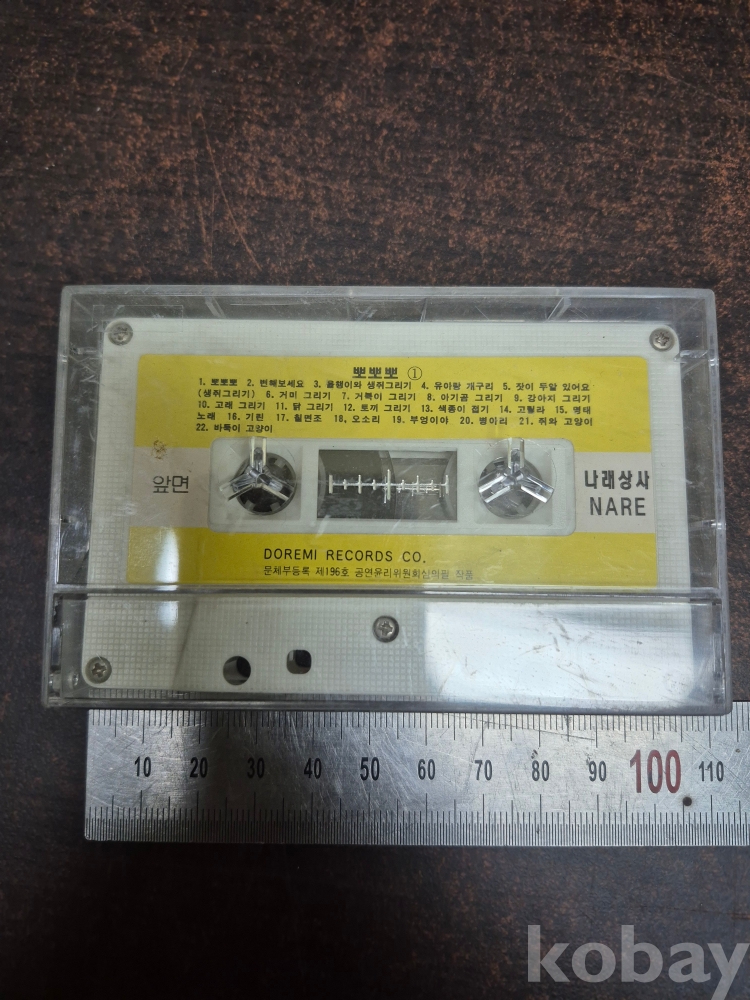 뽀뽀뽀 ①
1. 뽀뽀뽀 2. 번해보세요 3. 올챙이와 생쥐그리기 4. 유아랑 개구리 5. 잣이 두알 있어요
(생쥐그리기) 6. 거미 그리기 7. 거북이 그리기 8. 아기곰 그리기 9. 강아지 그리기
10. 고래 그리기 11. 닭 그리기 12. 토끼 그리기 13. 색종이 접기 14. 고릴라 15. 명태
노래 16. 기린 17. 칠면조 18. 오소리 19. 부엉이야 20. 병아리 21. 쥐와 고양이
22. 바둑이 고양이
앞면
나래상사
NARE
DOREMI RECORDS CO.
문체부등록 제196호 공연윤리위원회심의필 작품
10 20 30 40 50 60 70 80 90 100 110
kobay